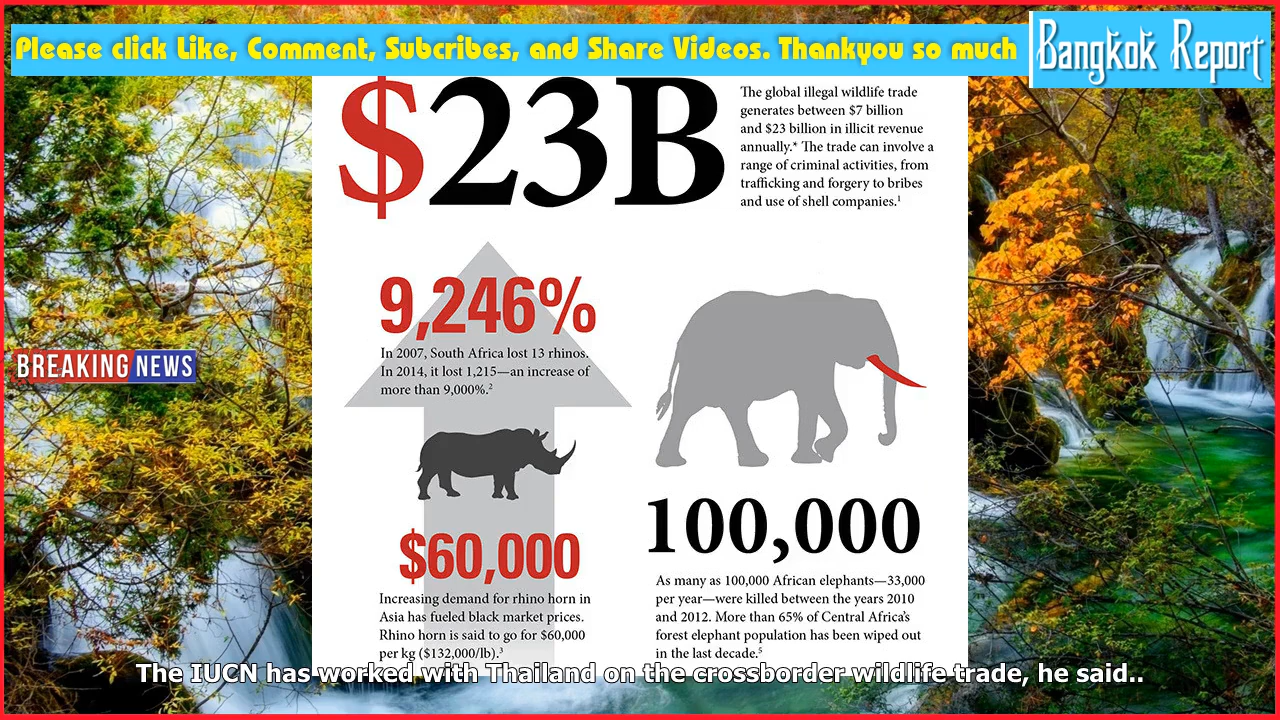 Please click Like, Comment, Subcribes, and Share Videos. Thankyou so much
Bangkok Report
$23B
The global illegal wildlife trade
generates between $7 billion
and $23 billion in illicit revenue
annually.* The trade can involve a
range of criminal activities, from
trafficking and forgery to bribes
and use of shell companies.¹
9,246%
In 2007, South Africa lost 13 rhinos.
In 2014, it lost 1,215—an increase of
more than 9,000%.²
BREAKING NEWS
$60,000
Increasing demand for rhino horn in
Asia has fueled black market prices.
Rhino horn is said to go for $60,000
per kg ($132,000/lb).³
100,000
As many as 100,000 African elephants—33,000
per year—were killed between the years 2010
and 2012. More than 65% of Central Africa's
forest elephant population has been wiped out
in the last decade.⁵
The IUCN has worked with Thailand on the crossborder wildlife trade, he said..